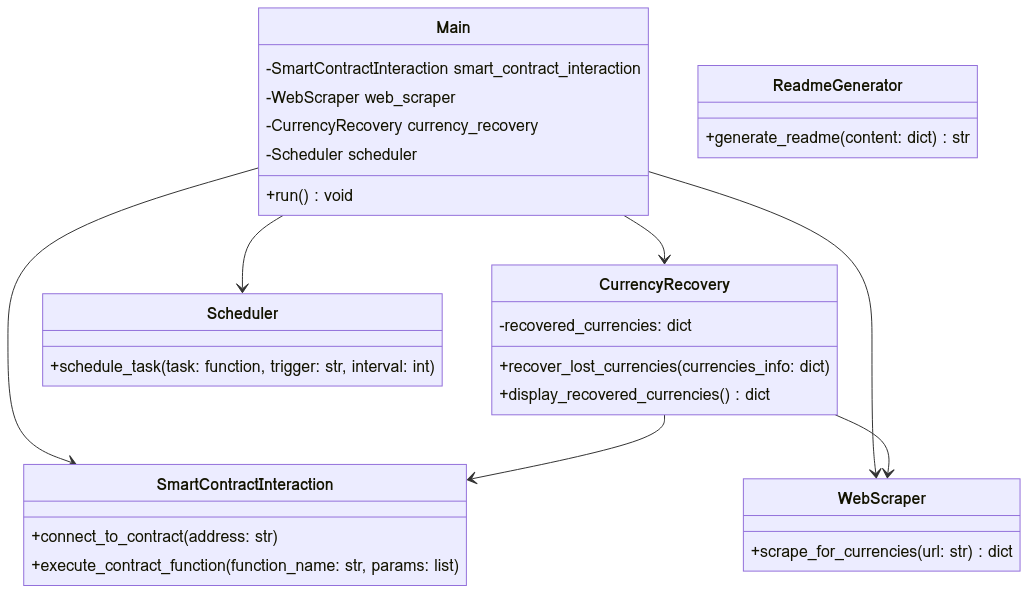 Main
-SmartContractInteraction smart_contract_interaction
-WebScraper web_scraper
-CurrencyRecovery currency_recovery
-Scheduler scheduler
+run() : void
ReadmeGenerator
+generate_readme(content: dict) : str
Scheduler
+schedule_task(task: function, trigger: str, interval: int)
CurrencyRecovery
-recovered_currencies: dict
+recover_lost_currencies(currencies_info: dict)
+display_recovered_currencies() : dict
SmartContractInteraction
+connect_to_contract(address: str)
+execute_contract_function(function_name: str, params: list)
WebScraper
+scrape_for_currencies(url: str) : dict